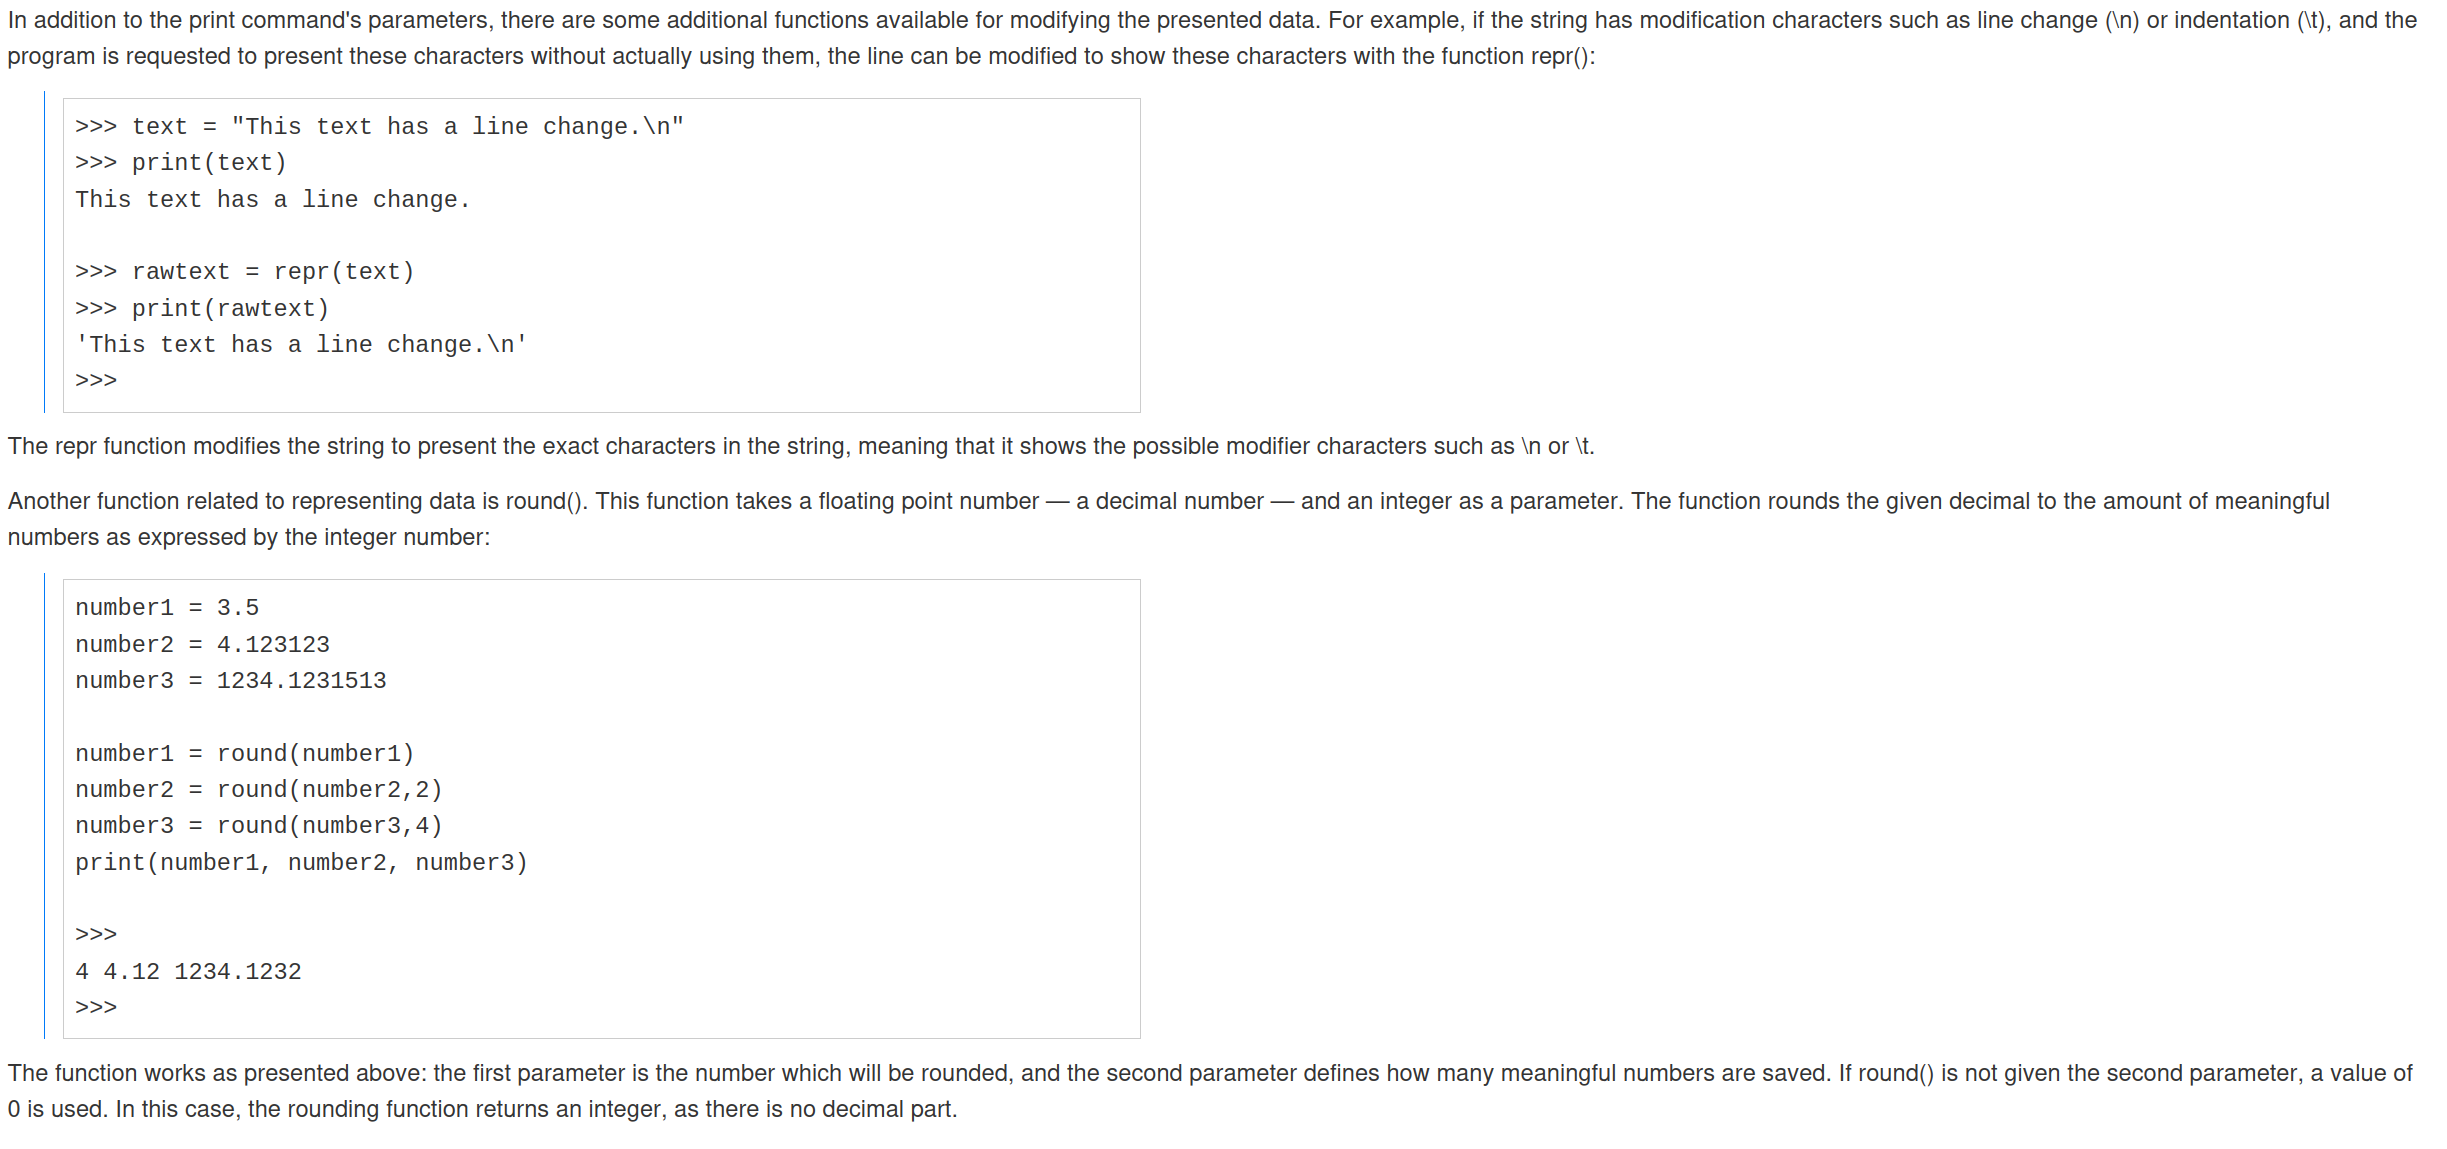 In addition to the print command's parameters, there are some additional functions available for modifying the presented data. For example, if the string has modification characters such as line change (\n) or indentation (\t), and the
program is requested to present these characters without actually using them, the line can be modified to show these characters with the function repr():
>>> text = "This text has a line change.\n"
>>> print(text)
This text has a line change.

>>> rawtext = repr(text)
>>> print(rawtext)
'This text has a line change.\n'
>>>
The repr function modifies the string to present the exact characters in the string, meaning that it shows the possible modifier characters such as \n or \t.
Another function related to representing data is round(). This function takes a floating point number — a decimal number — and an integer as a parameter. The function rounds the given decimal to the amount of meaningful
numbers as expressed by the integer number:
number1 = 3.5
number2 = 4.123123
number3 = 1234.1231513

number1 = round(number1)
number2 = round(number2,2)
number3 = round(number3,4)
print(number1, number2, number3)

>>>
4 4.12 1234.1232
>>>
The function works as presented above: the first parameter is the number which will be rounded, and the second parameter defines how many meaningful numbers are saved. If round() is not given the second parameter, a value of
0 is used. In this case, the rounding function returns an integer, as there is no decimal part.